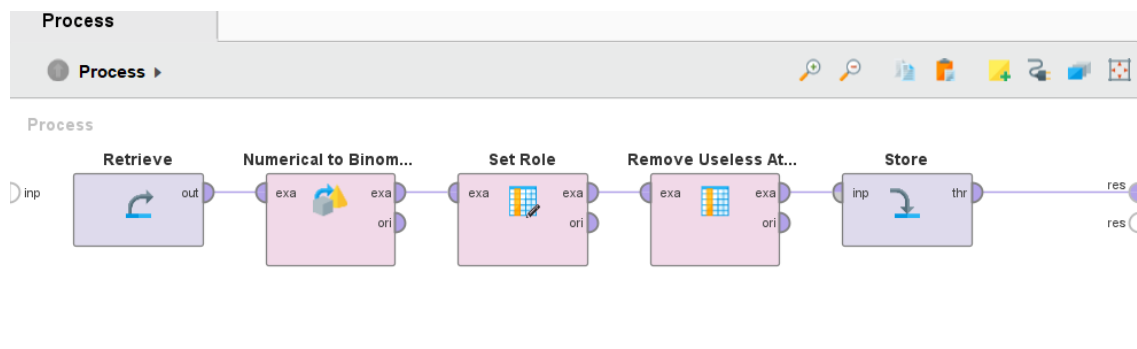 Process
Process
Process
Retrieve
Numerical to Binom...
Set Role
Remove Useless At...
Store
inp
out
exa
exa
exa
exa
exa
exa
inp
thr
res
ori
ori
ori
res